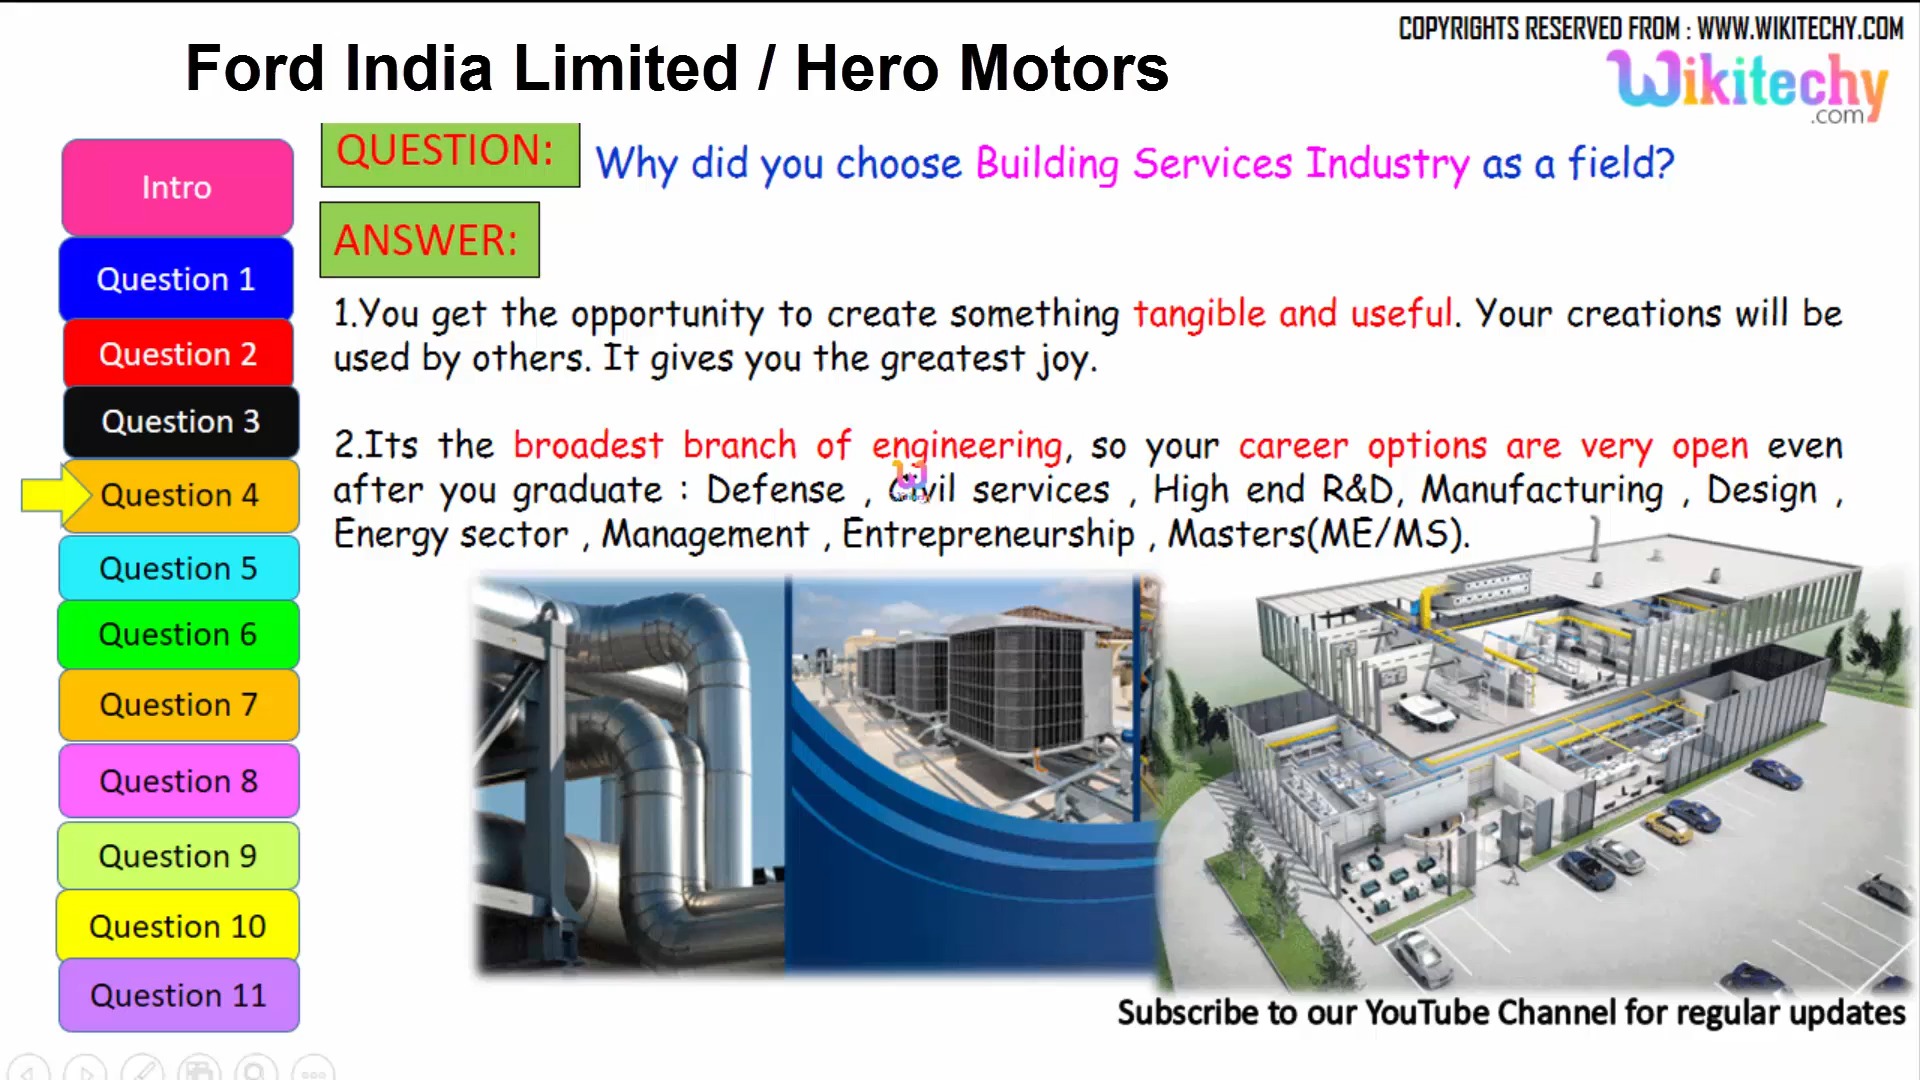 COPYRIGHTS RESERVED FROM : WWW.WIKITECHY.COM
Ford India Limited / Hero Motors
Wikitechy
.com
QUESTION: Why did you choose Building Services Industry as a field?
ANSWER:
1.You get the opportunity to create something tangible and useful. Your creations will be
used by others. It gives you the greatest joy.
2.Its the broadest branch of engineering, so your career options are very open even
after you graduate : Defense , Civil services , High end R&D, Manufacturing , Design ,
Energy sector , Management , Entrepreneurship , Masters(ME/MS).
Intro
Question 1
Question 2
Question 3
Question 4
Question 5
Question 6
Question 7
Question 8
Question 9
Question 10
Question 11
Subscribe to our YouTube Channel for regular updates